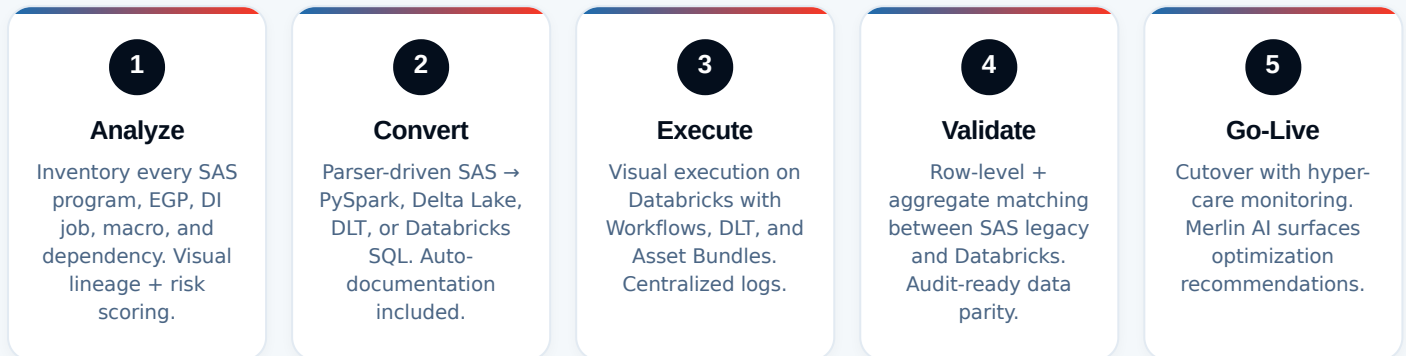 1
Analyze
Inventory every SAS
program, EGP, DI
job, macro, and
dependency. Visual
lineage + risk
scoring.
2
Convert
Parser-driven SAS →
PySpark, Delta Lake,
DLT, or Databricks
SQL. Auto-
documentation
included.
3
Execute
Visual execution on
Databricks with
Workflows, DLT, and
Asset Bundles.
Centralized logs.
4
Validate
Row-level +
aggregate matching
between SAS legacy
and Databricks.
Audit-ready data
parity.
5
Go-Live
Cutover with hyper-
care monitoring.
Merlin AI surfaces
optimization
recommendations.